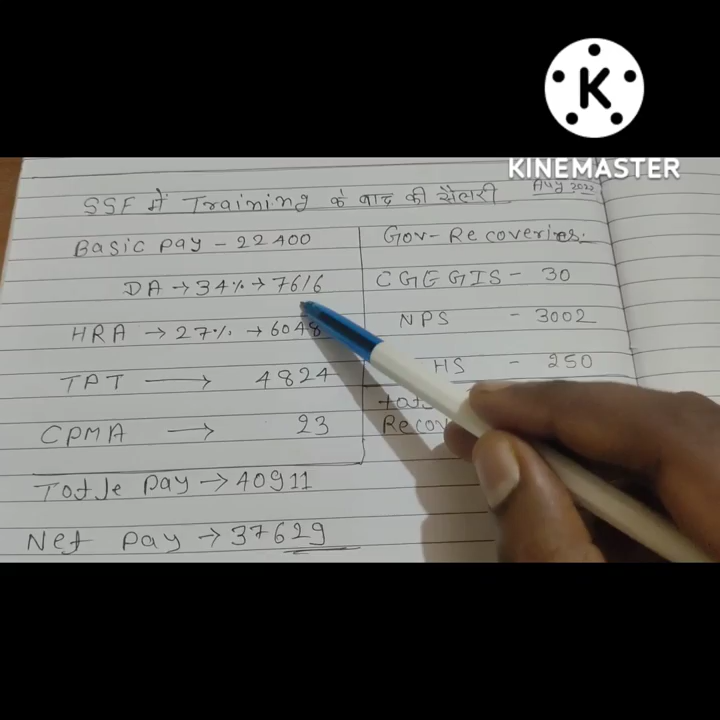 K
KINEMASTER
SSF में Training के बाद की सैलारी
Aug 2022
Basic pay - 22400
DA → 34% → 7616
HRA → 27% → 6048
TPT → 4824
CPMA → 23
Totle pay → 40911
Net pay → 37629
Gov-Recoveries.
CGEGIS - 30
NPS - 3002
HS - 250